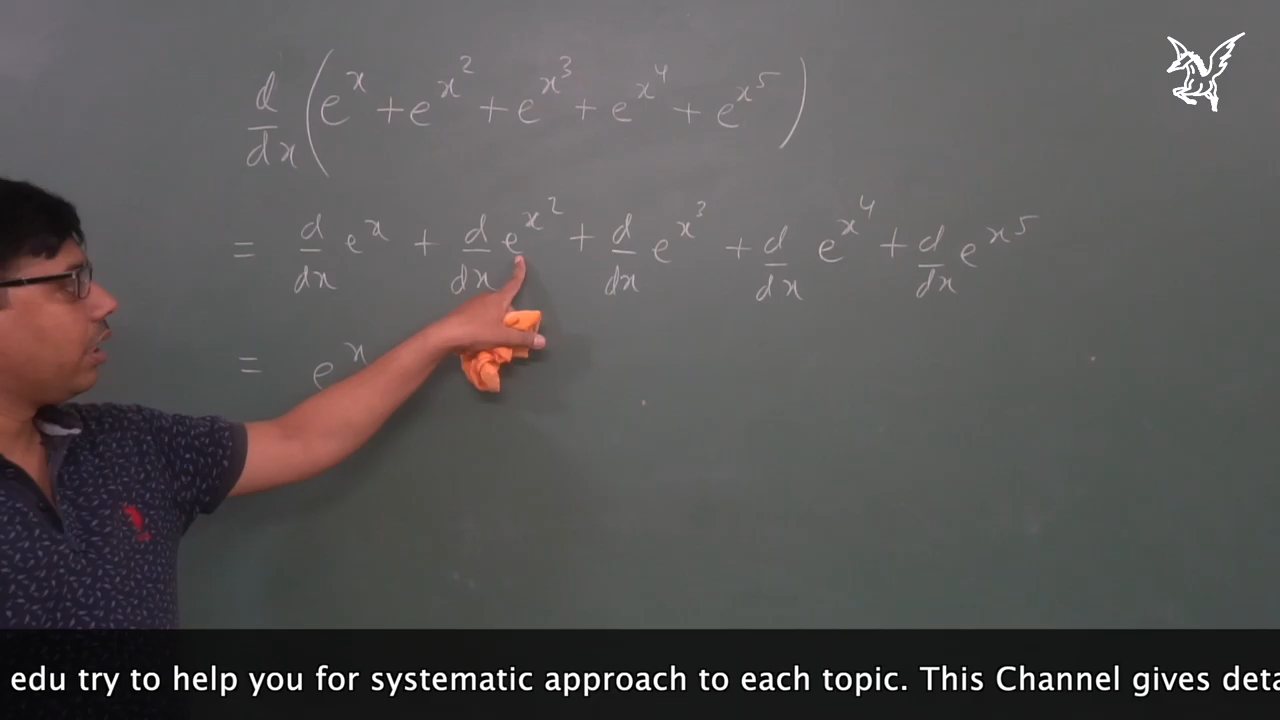 d/dx (e^x + e^{x^2} + e^{x^3} + e^{x^4} + e^{x^5})
= d/dx e^x + d/dx e^{x^2} + d/dx e^{x^3} + d/dx e^{x^4} + d/dx e^{x^5}
= e^x
edu try to help you for systematic approach to each topic. This Channel gives deta